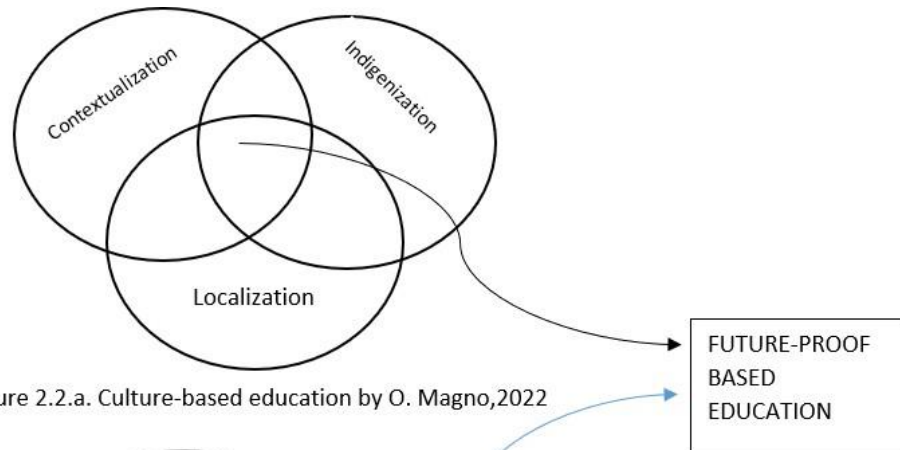 Contextualization
Indigenization
Localization
FUTURE-PROOF
BASED
EDUCATION
ure 2.2.a. Culture-based education by O. Magno,2022